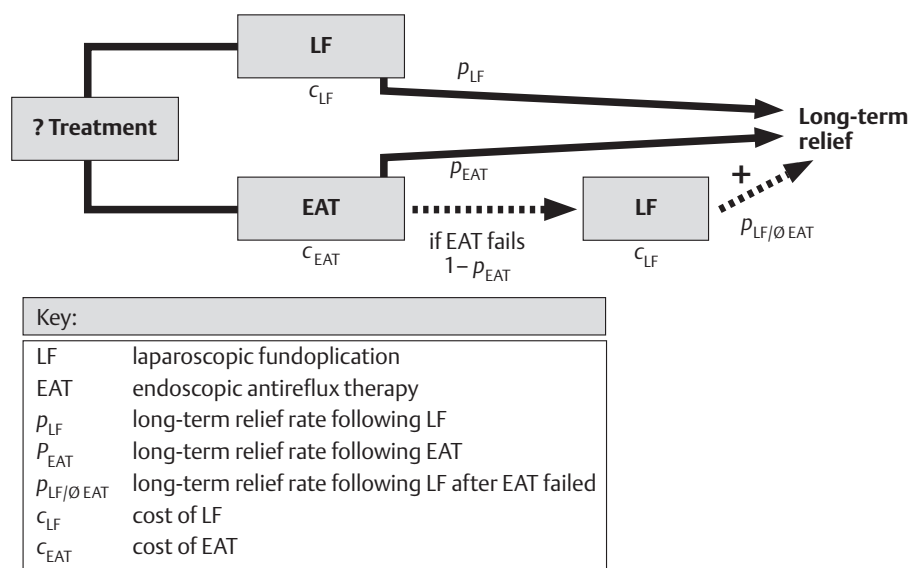 LF
c_LF
p_LF
? Treatment
Long-term
relief
p_EAT
EAT
c_EAT
if EAT fails
1– p_EAT
LF
c_LF
+
p_LF/Ø EAT
Key:
LF laparoscopic fundoplication
EAT endoscopic antireflux therapy
p_LF long-term relief rate following LF
P_EAT long-term relief rate following EAT
p_LF/Ø EAT long-term relief rate following LF after EAT failed
c_LF cost of LF
c_EAT cost of EAT